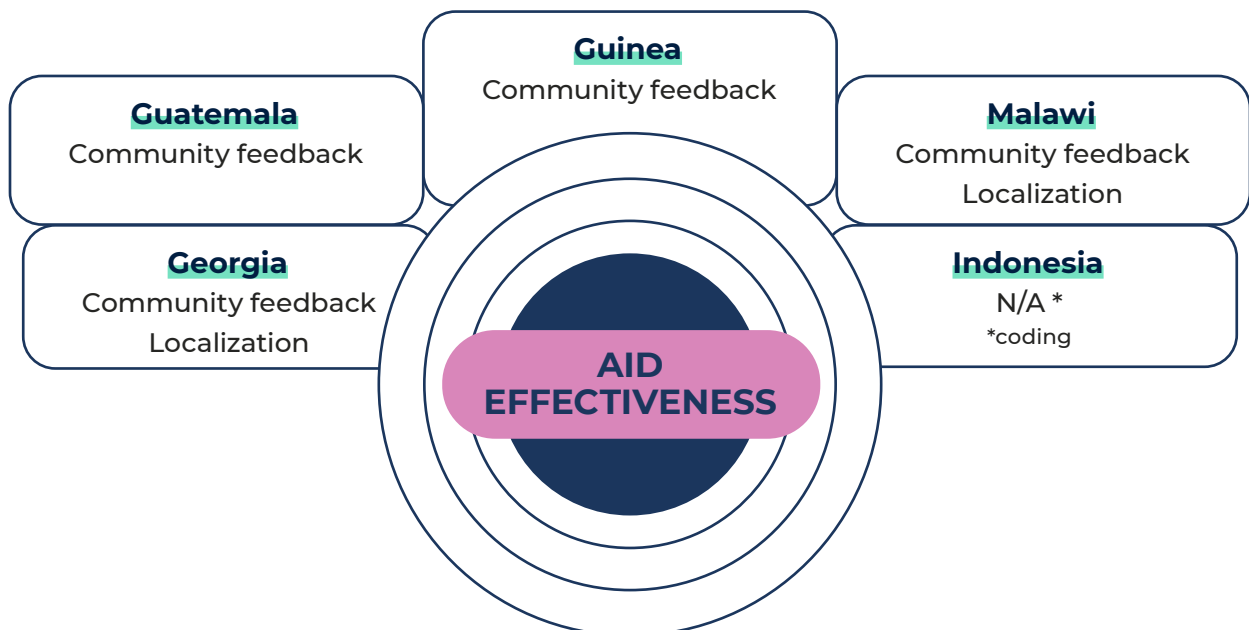 Guinea
Community feedback
Guatemala
Community feedback
Malawi
Community feedback
Localization
Georgia
Community feedback
Localization
Indonesia
N/A *
*coding
AID
EFFECTIVENESS